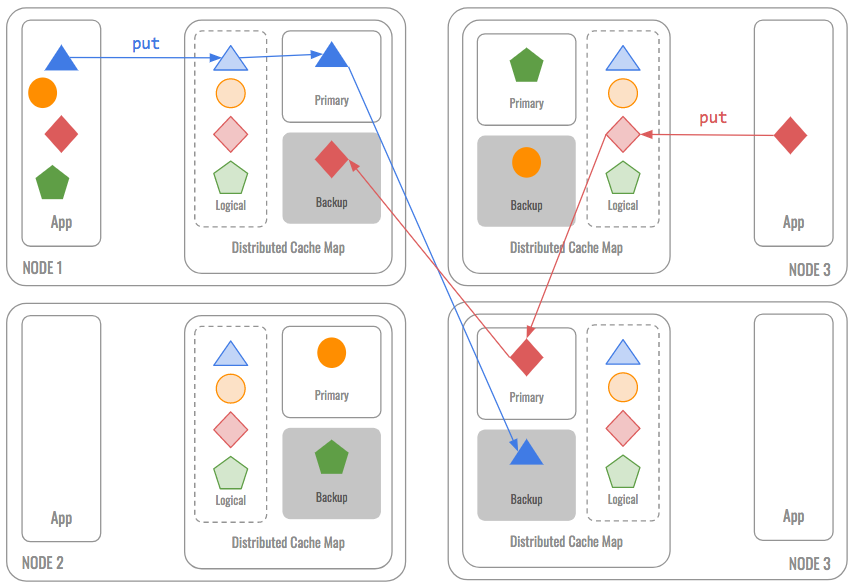 put
Primary
Logical
Backup
App
Distributed Cache Map
NODE 1
put
Primary
Logical
Backup
App
Distributed Cache Map
NODE 3
Primary
Logical
Backup
App
Distributed Cache Map
NODE 2
Primary
Logical
Backup
App
Distributed Cache Map
NODE 3